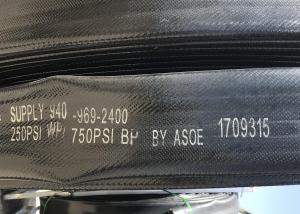 SUPPLY 940-969-2400
250PSI WP/ 750PSI BP BY ASOE 1709315